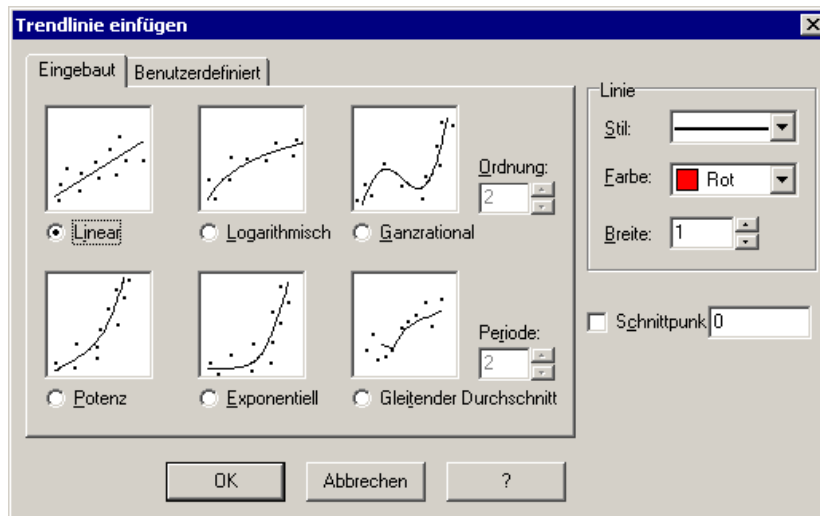 Trendlinie einfügen
Eingebaut
Benutzerdefiniert
Linear
Logarithmisch
Ganzrational
Ordnung:
2
Potenz
Exponentiell
Gleitender Durchschnitt
Periode:
2
Linie
Stil:
Farbe:
Rot
Breite:
1
Schnittpunk
0
OK
Abbrechen
?